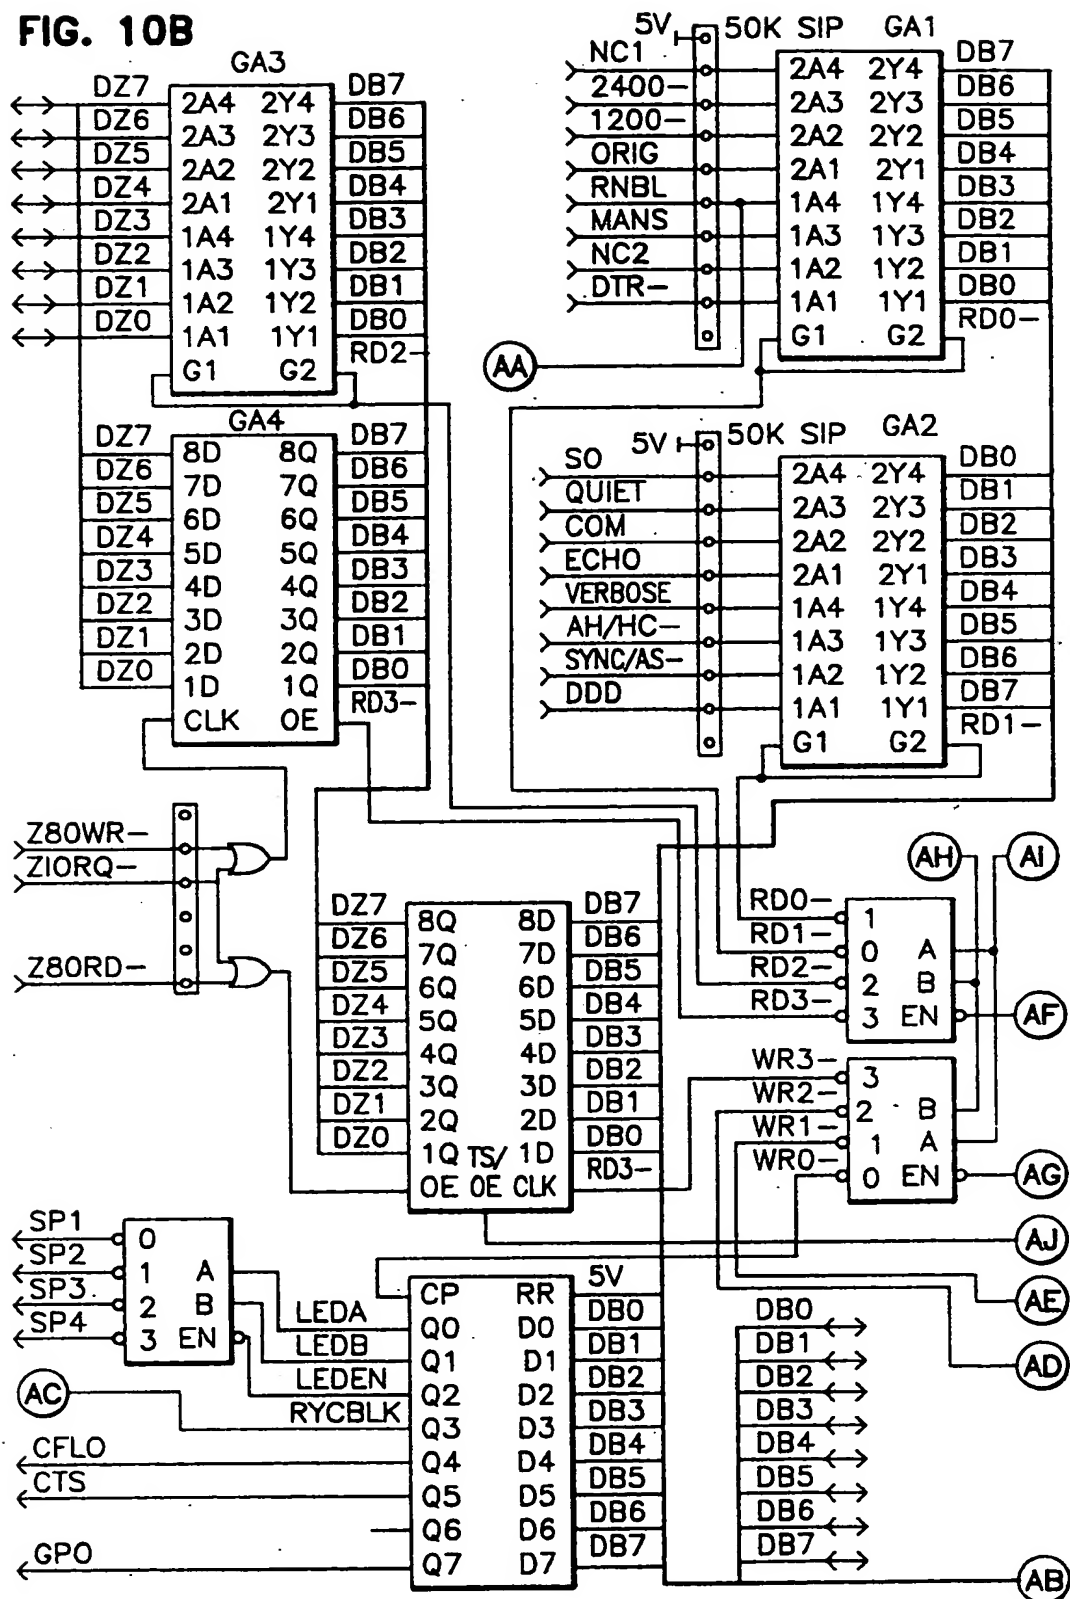 FIG. 10B
GA3
DZ7 2A4 2Y4 DB7
DZ6 2A3 2Y3 DB6
DZ5 2A2 2Y2 DB5
DZ4 2A1 2Y1 DB4
DZ3 1A4 1Y4 DB3
DZ2 1A3 1Y3 DB2
DZ1 1A2 1Y2 DB1
DZ0 1A1 1Y1 DB0
G1 G2 RD2-
GA4
DZ7 8D 8Q DB7
DZ6 7D 7Q DB6
DZ5 6D 6Q DB5
DZ4 5D 5Q DB4
DZ3 4D 4Q DB3
DZ2 3D 3Q DB2
DZ1 2D 2Q DB1
DZ0 1D 1Q DB0
CLK OE RD3-
5V 50K SIP GA1
NC1 2A4 2Y4 DB7
2400- 2A3 2Y3 DB6
1200- 2A2 2Y2 DB5
ORIG 2A1 2Y1 DB4
RNBL 1A4 1Y4 DB3
MANS 1A3 1Y3 DB2
NC2 1A2 1Y2 DB1
DTR- 1A1 1Y1 DB0
G1 G2 RD0-
AA
5V 50K SIP GA2
SO 2A4 2Y4 DB0
QUIET 2A3 2Y3 DB1
COM 2A2 2Y2 DB2
ECHO 2A1 2Y1 DB3
VERBOSE 1A4 1Y4 DB4
AH/HC- 1A3 1Y3 DB5
SYNC/AS- 1A2 1Y2 DB6
DDD 1A1 1Y1 DB7
G1 G2 RD1-
Z80WR-
ZIORQ-
Z80RD-
DZ7 8Q 8D DB7
DZ6 7Q 7D DB6
DZ5 6Q 6D DB5
DZ4 5Q 5D DB4
DZ3 4Q 4D DB3
DZ2 3Q 3D DB2
DZ1 2Q 2D DB1
DZ0 1Q TS/ 1D DB0
OE OE CLK RD3-
AH AI
RD0- 1
RD1- 0 A
RD2- 2 B
RD3- 3 EN AF
WR3- 3
WR2- 2 B
WR1- 1 A
WR0- 0 EN AG
AJ
AE
AD
SP1 0
SP2 1 A
SP3 2 B
SP4 3 EN
AC
CFLO
CTS
GPO
CP RR 5V
LEDA Q0 D0 DB0
LEDB Q1 D1 DB1
LEDEN Q2 D2 DB2
RYCBLK Q3 D3 DB3
Q4 D4 DB4
Q5 D5 DB5
Q6 D6 DB6
Q7 D7 DB7
DB0
DB1
DB2
DB3
DB4
DB5
DB6
DB7
AB